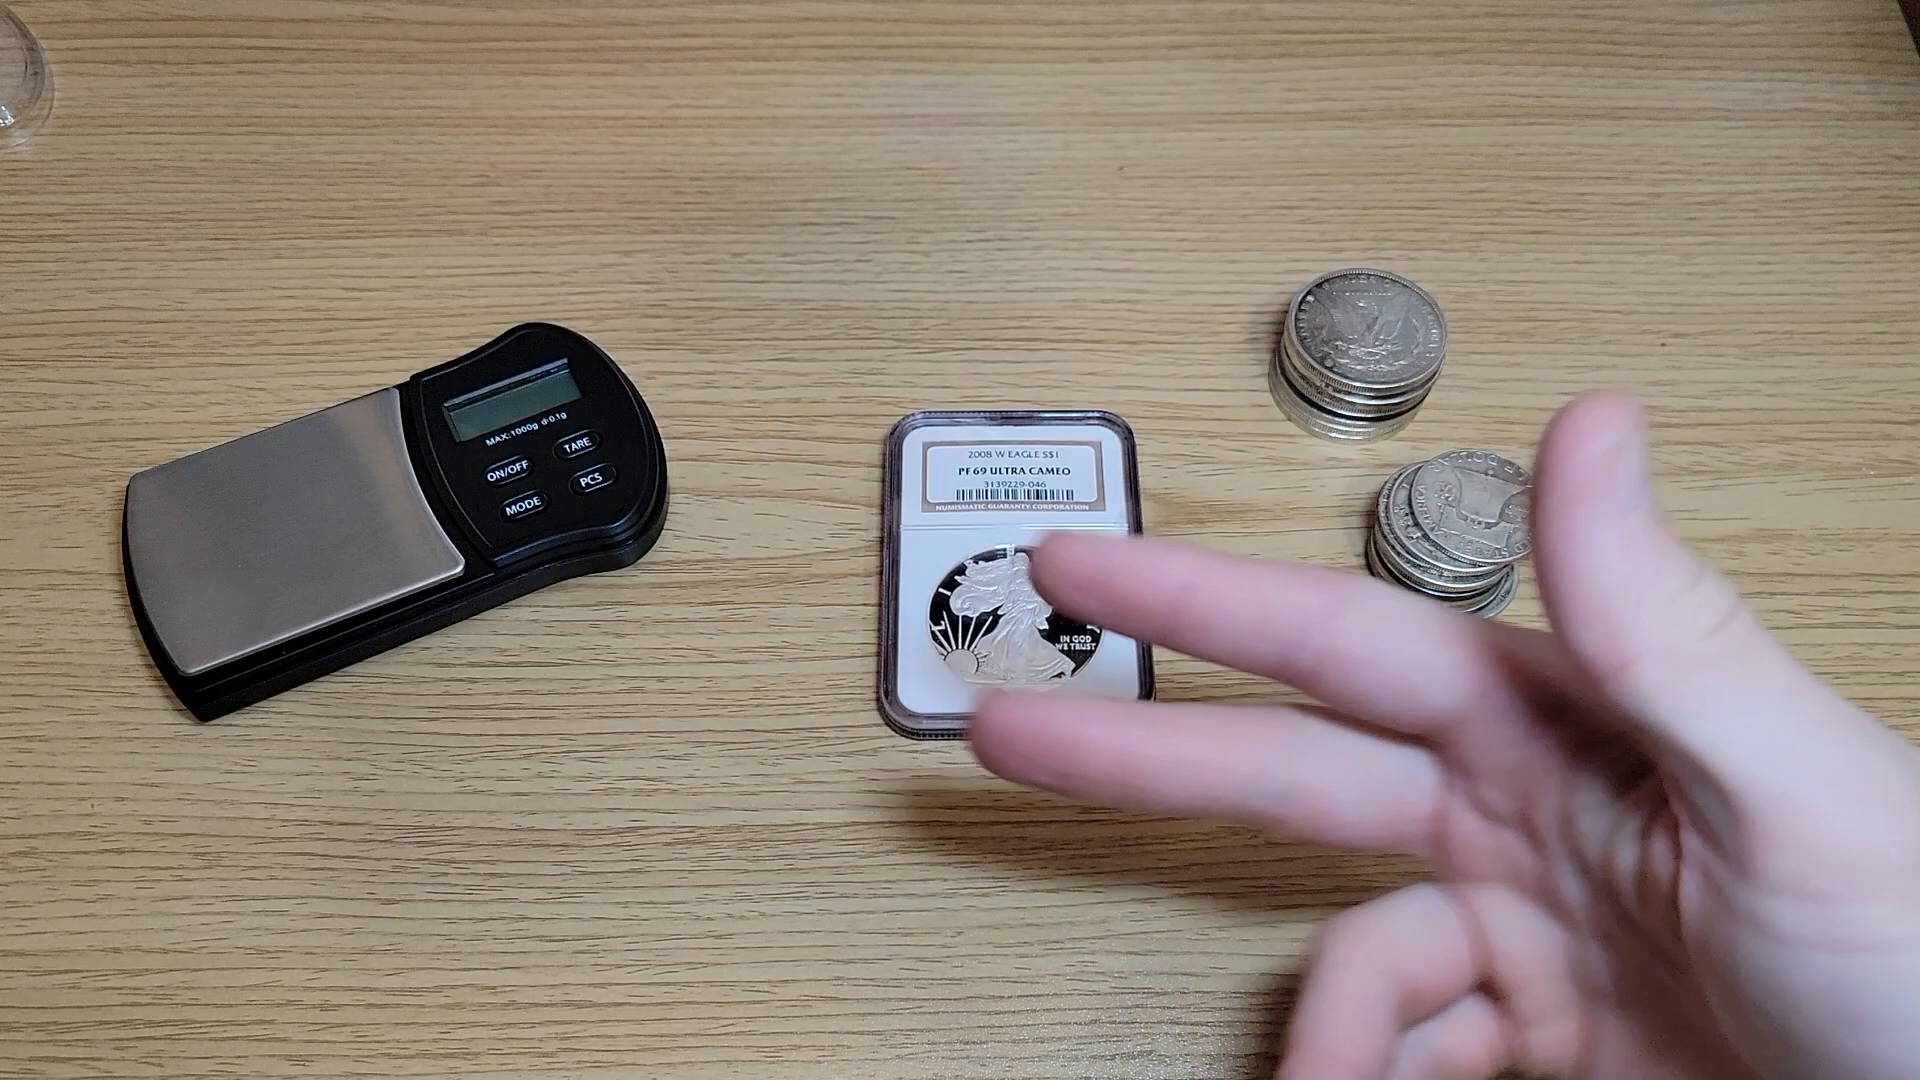 MAX:1000g d:0.1g
ON/OFF
TARE
MODE
PCS
2008 W EAGLE S$1
PF 69 ULTRA CAMEO
3139229-046
NUMISMATIC GUARANTY CORPORATION
IN GOD
WE TRUST